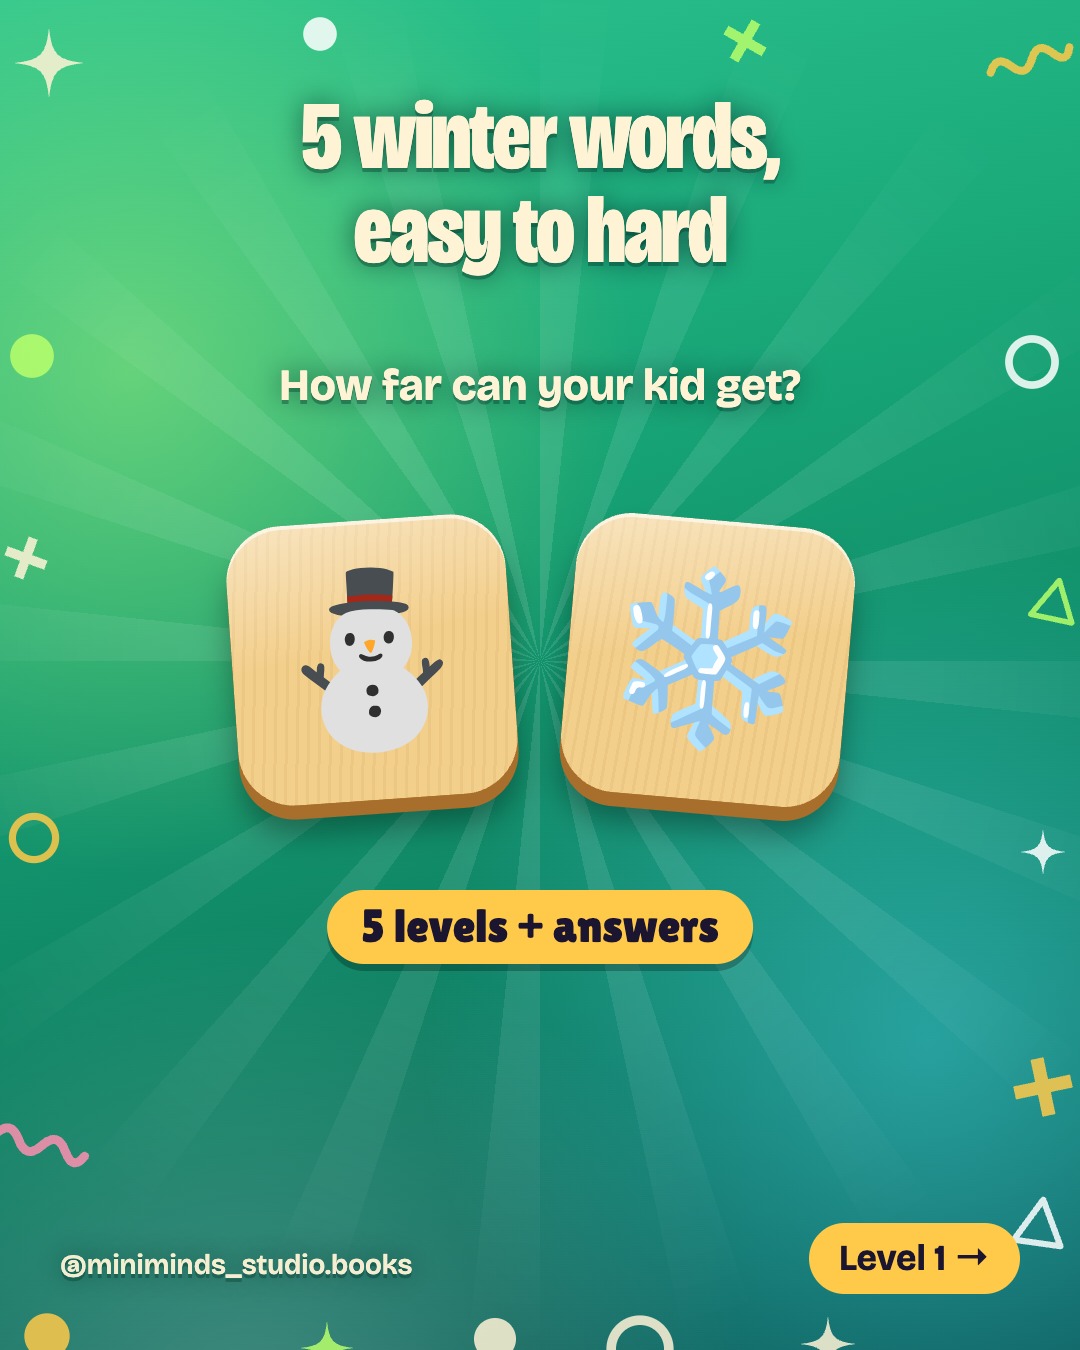 5 winter words,
easy to hard
How far can your kid get?
5 levels + answers
@miniminds_studio.books
Level 1 →